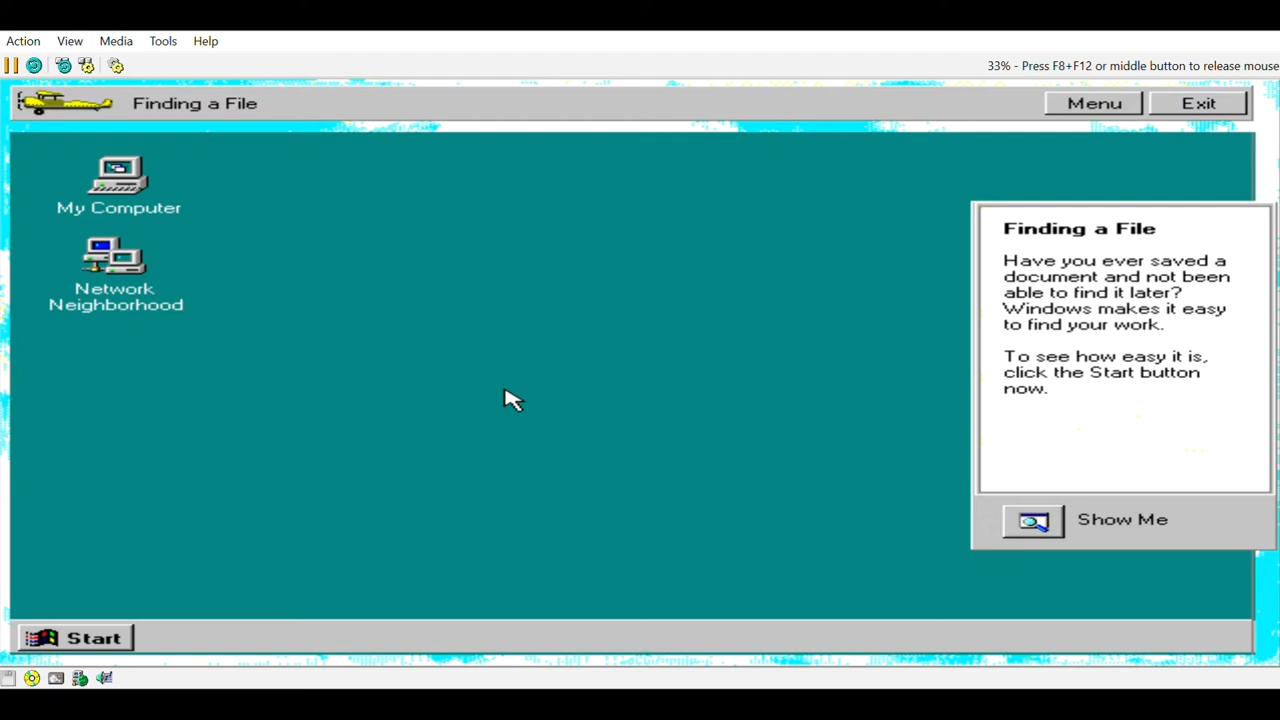 Action View Media Tools Help
33% - Press F8+F12 or middle button to release mouse
Finding a File
Menu
Exit
My Computer
Network
Neighborhood
Finding a File
Have you ever saved a
document and not been
able to find it later?
Windows makes it easy
to find your work.
To see how easy it is,
click the Start button
now.
Show Me
Start